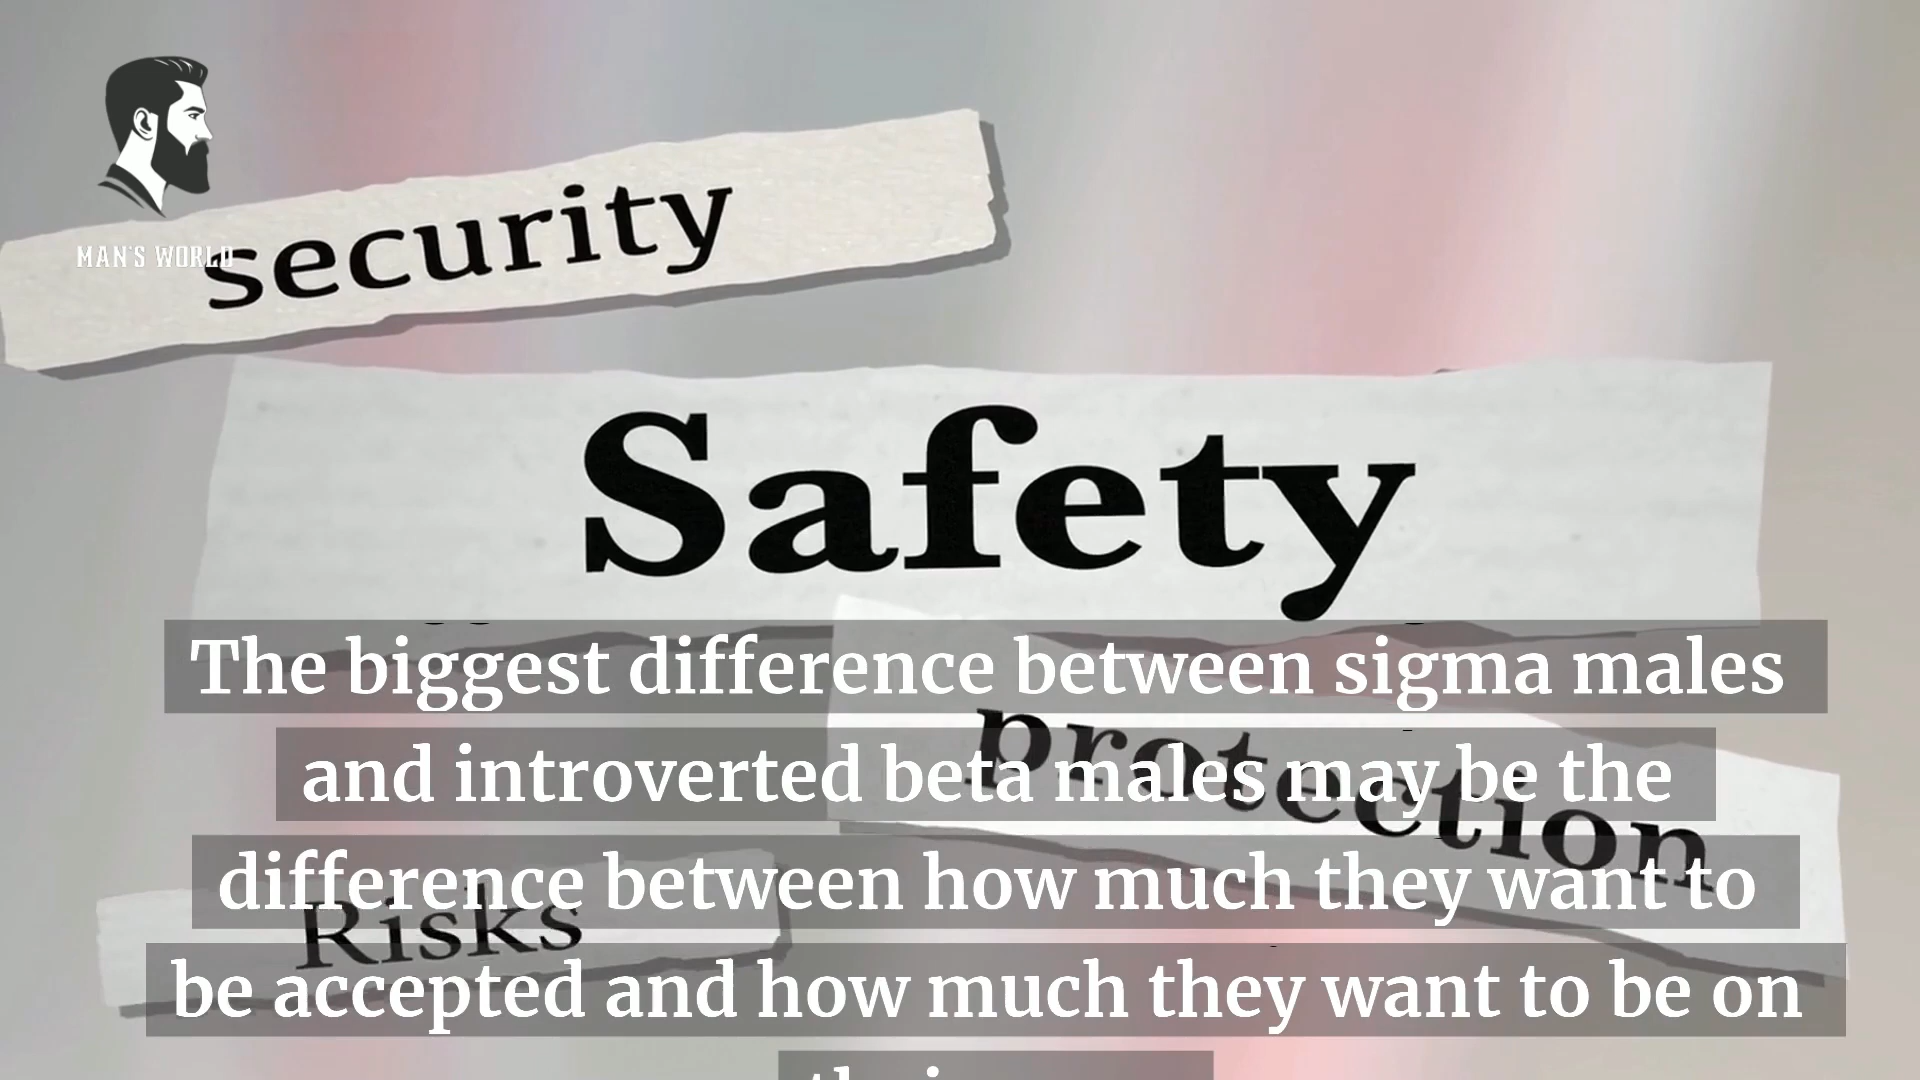 MAN'S WORLD
security
Safety
The biggest difference between sigma males
protection
and introverted beta males may be the
difference between how much they want to
Risks
be accepted and how much they want to be on